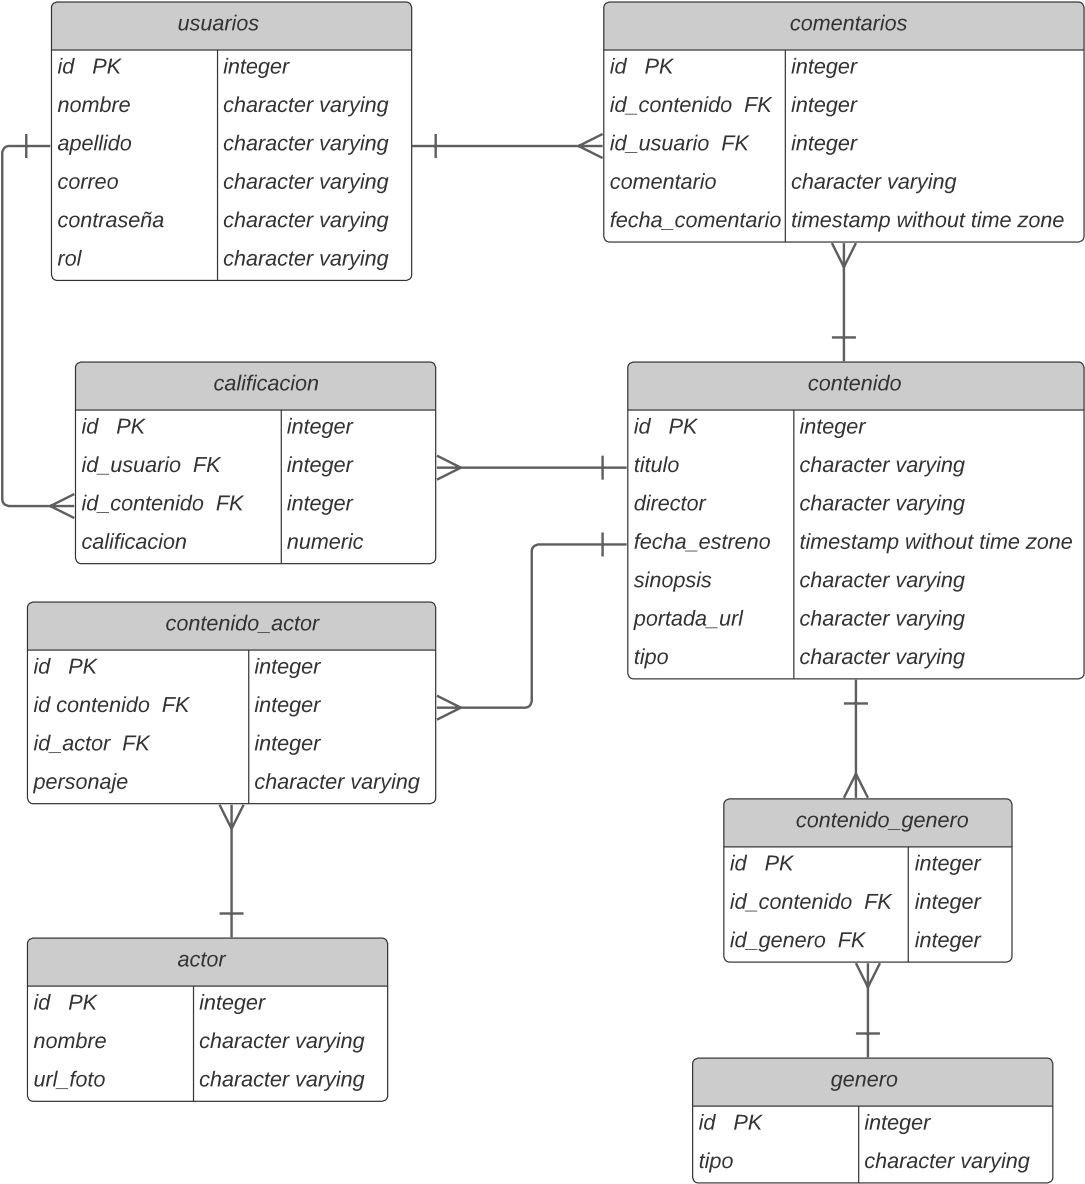 usuarios
id PK integer
nombre character varying
apellido character varying
correo character varying
contraseña character varying
rol character varying
comentarios
id PK integer
id_contenido FK integer
id_usuario FK integer
comentario character varying
fecha_comentario timestamp without time zone
calificacion
id PK integer
id_usuario FK integer
id_contenido FK integer
calificacion numeric
contenido
id PK integer
titulo character varying
director character varying
fecha_estreno timestamp without time zone
sinopsis character varying
portada_url character varying
tipo character varying
contenido_actor
id PK integer
id contenido FK integer
id_actor FK integer
personaje character varying
contenido_genero
id PK integer
id_contenido FK integer
id_genero FK integer
actor
id PK integer
nombre character varying
url_foto character varying
genero
id PK integer
tipo character varying